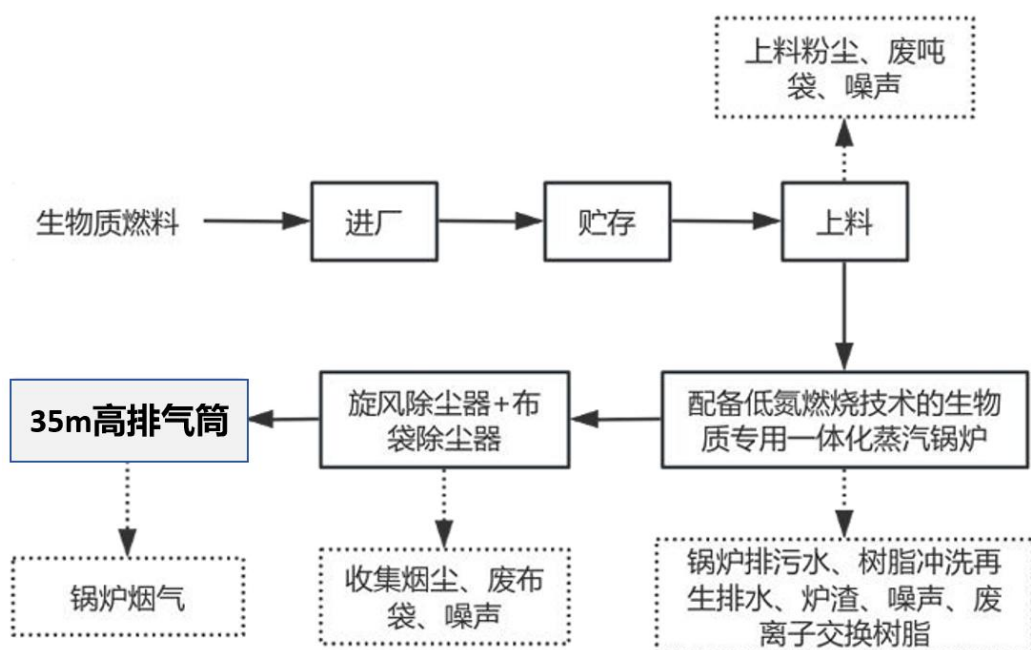 上料粉尘、废吨
袋、噪声
生物质燃料
进厂
贮存
上料
35m高排气筒
旋风除尘器+布
袋除尘器
配备低氮燃烧技术的生物
质专用一体化蒸汽锅炉
锅炉烟气
收集烟尘、废布
袋、噪声
锅炉排污水、树脂冲洗再
生排水、炉渣、噪声、废
离子交换树脂